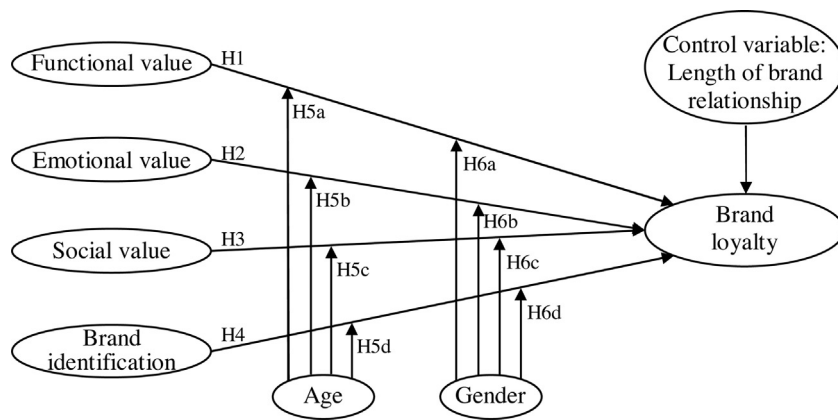 Functional value
H1
Control variable:
Length of brand
relationship
H5a
H6a
Emotional value
H2
H5b
H6b
Brand
loyalty
Social value
H3
H5c
H6c
Brand
identification
H4
H5d
H6d
Age
Gender